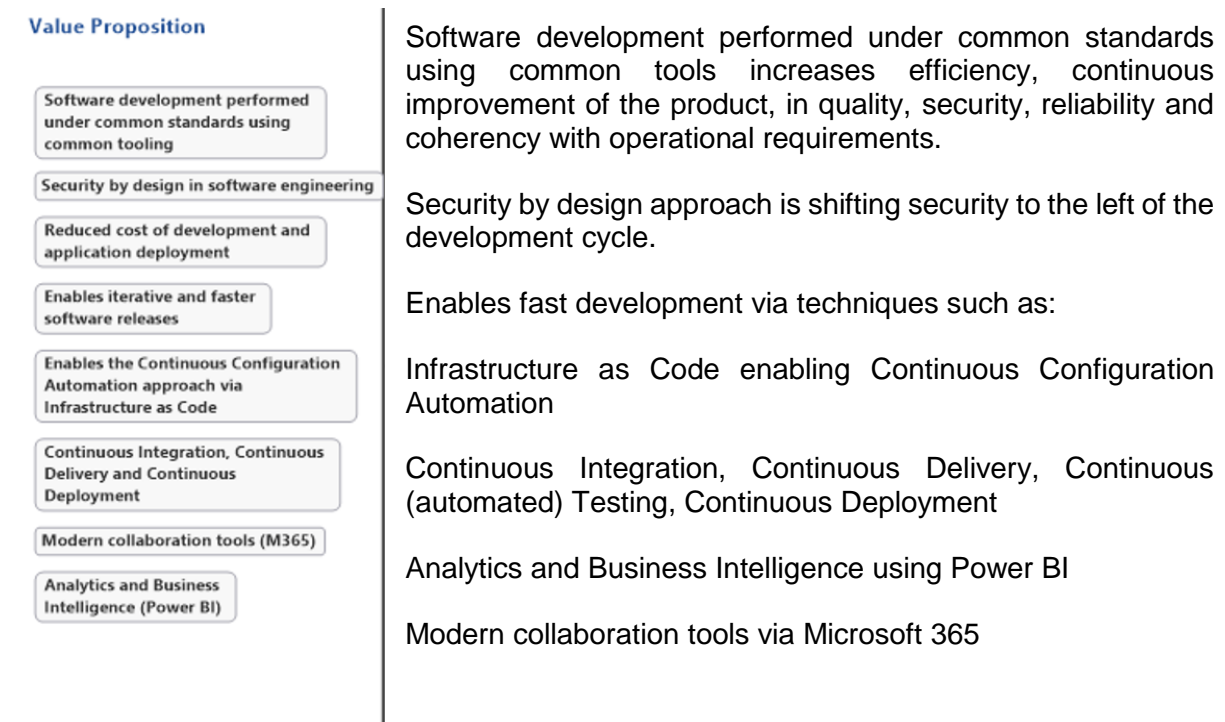 Value Proposition
Software development performed
under common standards using
common tooling
Security by design in software engineering
Reduced cost of development and
application deployment
Enables iterative and faster
software releases
Enables the Continuous Configuration
Automation approach via
Infrastructure as Code
Continuous Integration, Continuous
Delivery and Continuous
Deployment
Modern collaboration tools (M365)
Analytics and Business
Intelligence (Power BI)
Software development performed under common standards
using common tools increases efficiency, continuous
improvement of the product, in quality, security, reliability and
coherency with operational requirements.
Security by design approach is shifting security to the left of the
development cycle.
Enables fast development via techniques such as:
Infrastructure as Code enabling Continuous Configuration
Automation
Continuous Integration, Continuous Delivery, Continuous
(automated) Testing, Continuous Deployment
Analytics and Business Intelligence using Power BI
Modern collaboration tools via Microsoft 365